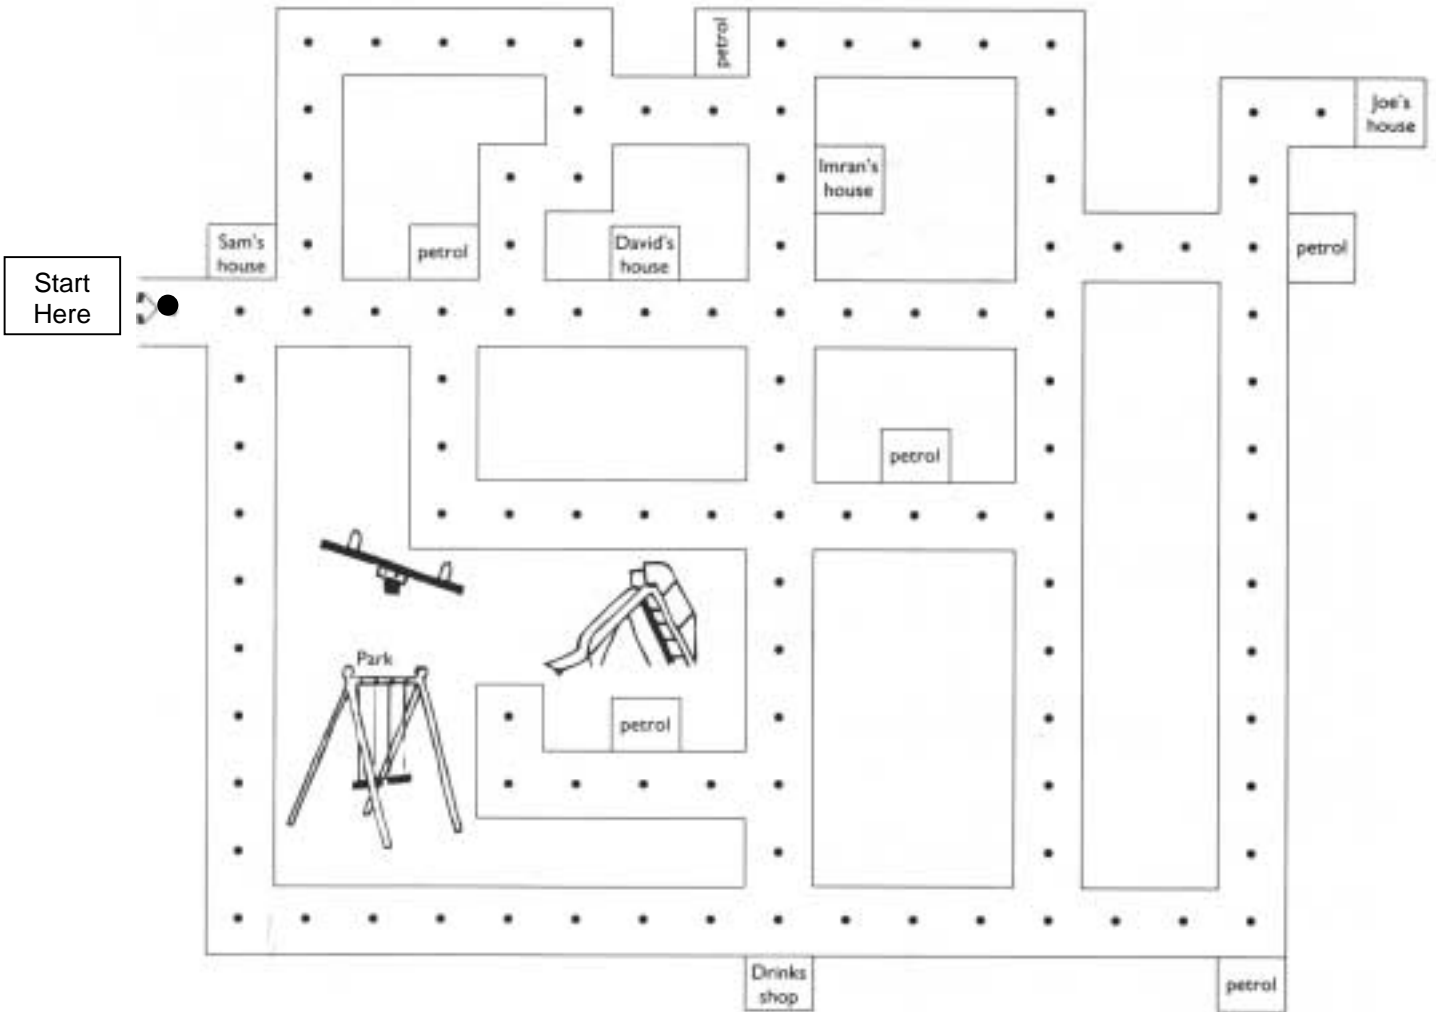 petrol
Joe's
house
Imran's
house
Sam's
house
petrol
David's
house
petrol
Start
Here
petrol
Park
petrol
Drinks
shop
petrol